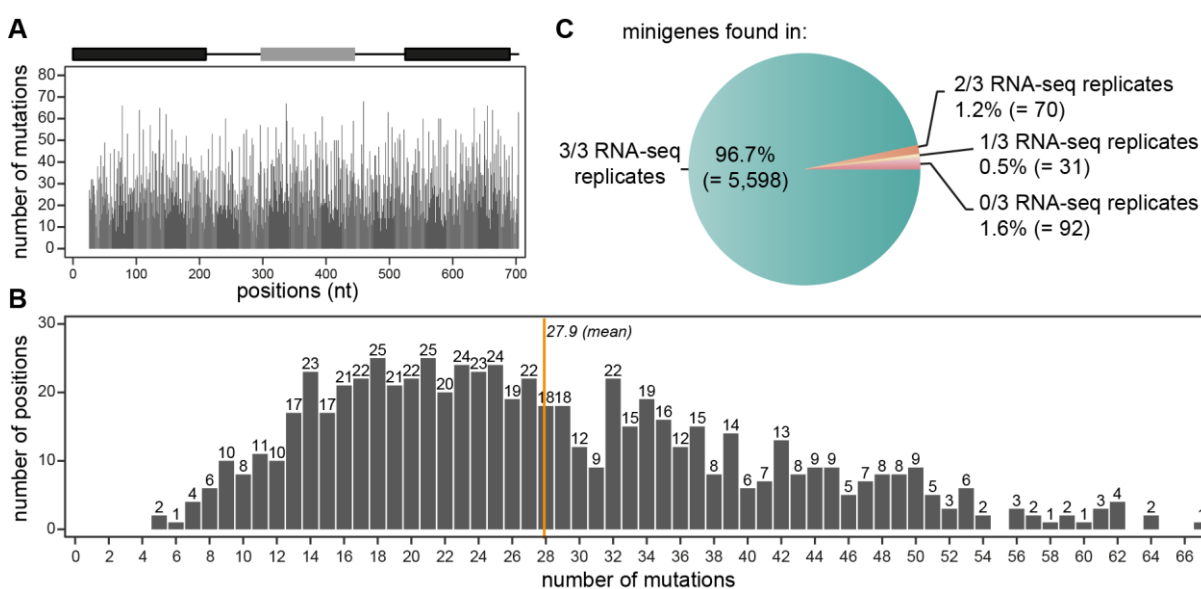 A
number of mutations
80
70
60
50
40
30
20
10
0
0 100 200 300 400 500 600 700
positions (nt)
C
minigenes found in:
3/3 RNA-seq
replicates
96.7%
(= 5,598)
2/3 RNA-seq replicates
1.2% (= 70)
1/3 RNA-seq replicates
0.5% (= 31)
0/3 RNA-seq replicates
1.6% (= 92)
B
number of positions
30
20
10
0
27.9 (mean)
2 1 4 6 10 8 11 10 17 23 17 21 22 25 21 22 25 20 24 23 24 19 22 18 18 12 9 22 15 19 16 12 15 8 14 6 7 13 8 9 9 5 7 8 8 9 5 3 6 2 3 2 1 2 1 3 4 2
0 2 4 6 8 10 12 14 16 18 20 22 24 26 28 30 32 34 36 38 40 42 44 46 48 50 52 54 56 58 60 62 64 66
number of mutations